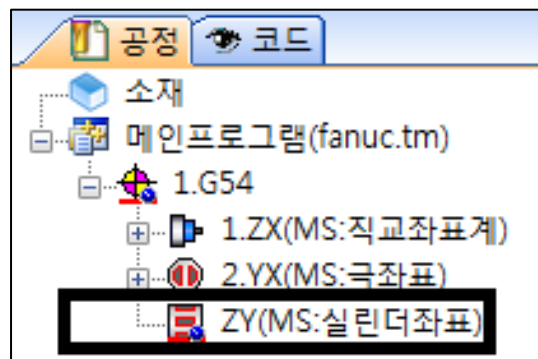 공정 코드
소재
메인프로그램(fanuc.tm)
1.G54
1.ZX(MS:직교좌표계)
2.YX(MS:극좌표)
ZY(MS:실린더좌표)